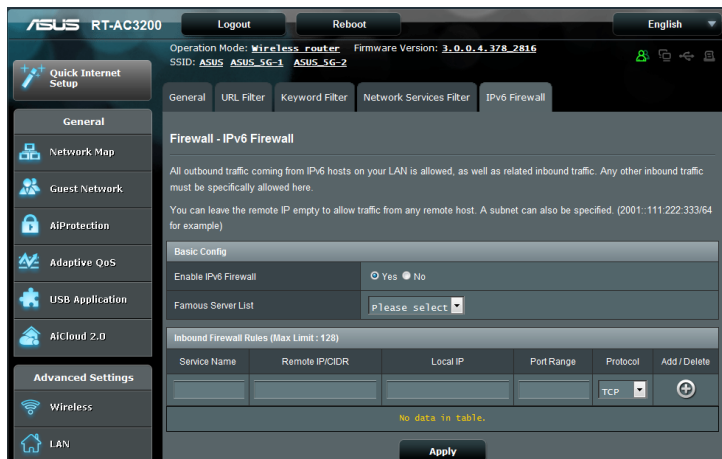 ASUS RT-AC3200
Logout
Reboot
English
Operation Mode: Wireless router Firmware Version: 3.0.0.4.378_2816
SSID: ASUS ASUS_5G-1 ASUS_5G-2
Quick Internet
Setup
General
URL Filter
Keyword Filter
Network Services Filter
IPv6 Firewall
General
Network Map
Guest Network
AiProtection
Adaptive QoS
USB Application
AiCloud 2.0
Advanced Settings
Wireless
LAN
Firewall - IPv6 Firewall
All outbound traffic coming from IPv6 hosts on your LAN is allowed, as well as related inbound traffic. Any other inbound traffic
must be specifically allowed here.
You can leave the remote IP empty to allow traffic from any remote host. A subnet can also be specified. (2001::111:222:333/64
for example)
Basic Config
Enable IPv6 Firewall
Yes No
Famous Server List
Please select
Inbound Firewall Rules (Max Limit : 128)
Service Name
Remote IP/CIDR
Local IP
Port Range
Protocol
Add / Delete
TCP
No data in table.
Apply